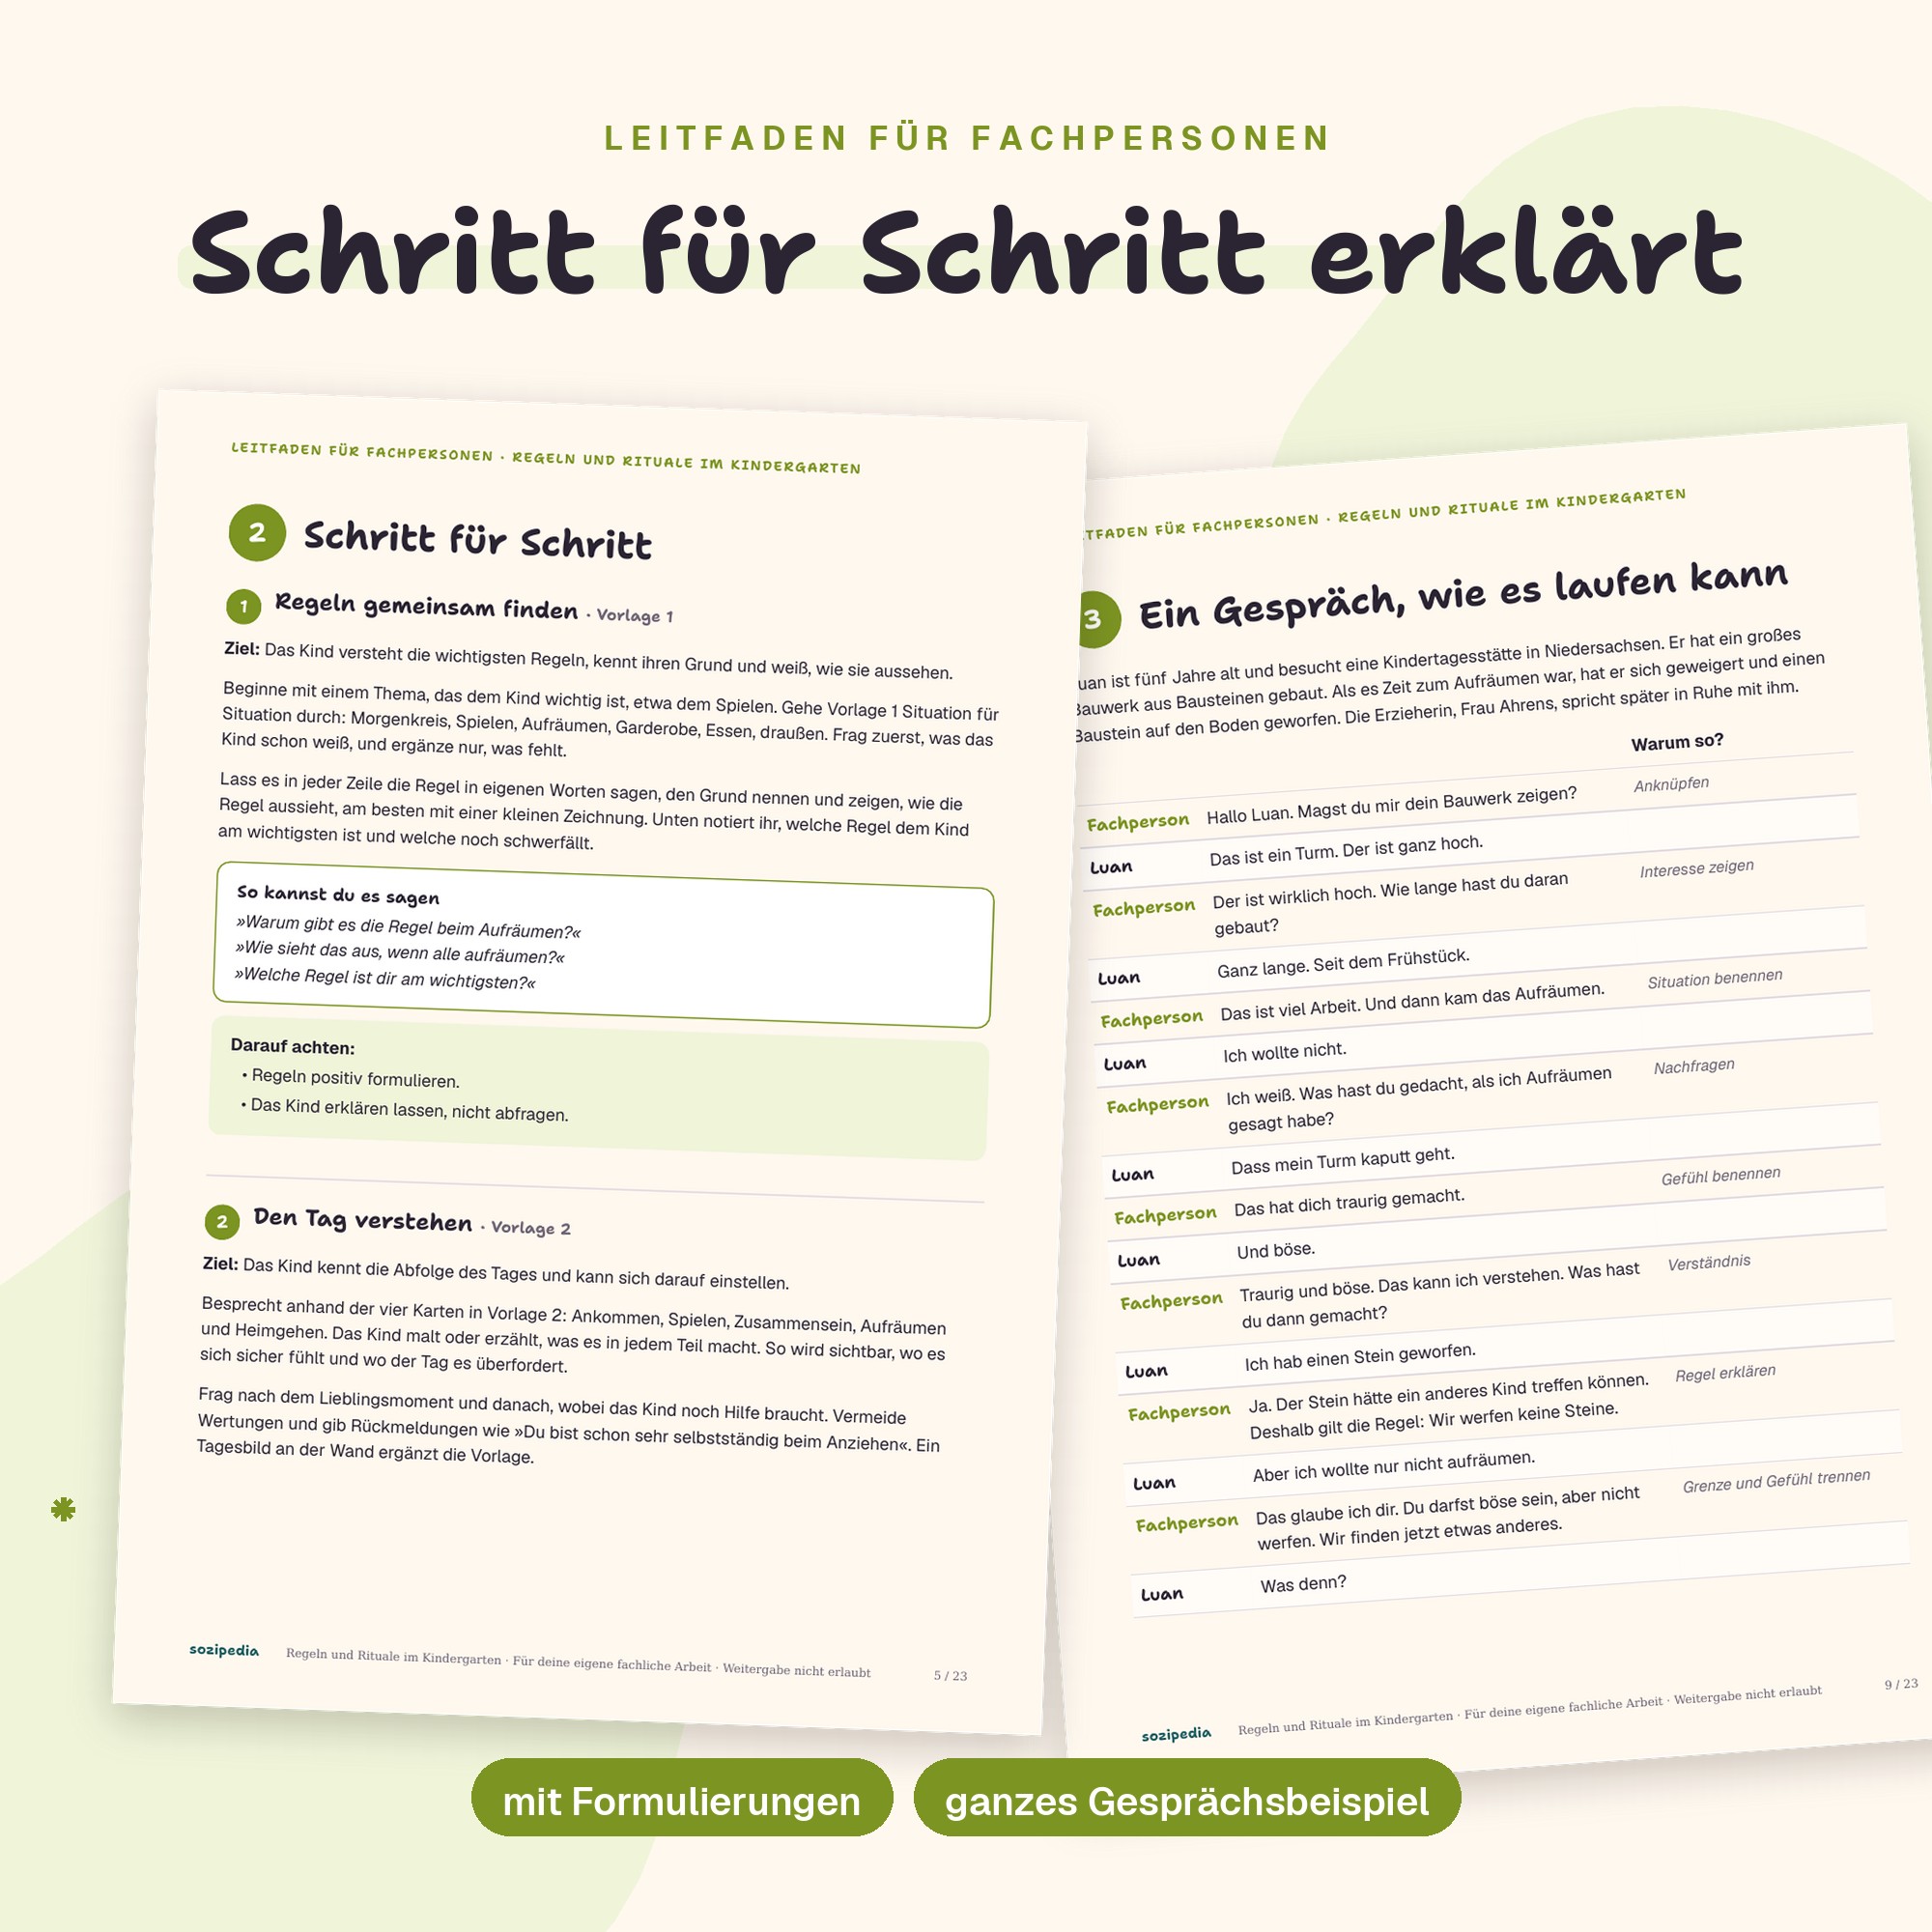 LEITFADEN FÜR FACHPERSONEN
Schritt für Schritt erklärt
LEITFADEN FÜR FACHPERSONEN · REGELN UND RITUALE IM KINDERGARTEN
2 Schritt für Schritt
1 Regeln gemeinsam finden · Vorlage 1
Ziel: Das Kind versteht die wichtigsten Regeln, kennt ihren Grund und weiß, wie sie aussehen.
Beginne mit einem Thema, das dem Kind wichtig ist, etwa dem Spielen. Gehe Vorlage 1 Situation für
Situation durch: Morgenkreis, Spielen, Aufräumen, Garderobe, Essen, draußen. Frag zuerst, was das
Kind schon weiß, und ergänze nur, was fehlt.
Lass es in jeder Zeile die Regel in eigenen Worten sagen, den Grund nennen und zeigen, wie die
Regel aussieht, am besten mit einer kleinen Zeichnung. Unten notiert ihr, welche Regel dem Kind
am wichtigsten ist und welche noch schwerfällt.
So kannst du es sagen
»Warum gibt es die Regel beim Aufräumen?«
»Wie sieht das aus, wenn alle aufräumen?«
»Welche Regel ist dir am wichtigsten?«
Darauf achten:
• Regeln positiv formulieren.
• Das Kind erklären lassen, nicht abfragen.
2 Den Tag verstehen · Vorlage 2
Ziel: Das Kind kennt die Abfolge des Tages und kann sich darauf einstellen.
Besprecht anhand der vier Karten in Vorlage 2: Ankommen, Spielen, Zusammensein, Aufräumen
und Heimgehen. Das Kind malt oder erzählt, was es in jedem Teil macht. So wird sichtbar, wo es
sich sicher fühlt und wo der Tag es überfordert.
Frag nach dem Lieblingsmoment und danach, wobei das Kind noch Hilfe braucht. Vermeide
Wertungen und gib Rückmeldungen wie »Du bist schon sehr selbstständig beim Anziehen«. Ein
Tagesbild an der Wand ergänzt die Vorlage.
sozipedia Regeln und Rituale im Kindergarten · Für deine eigene fachliche Arbeit · Weitergabe nicht erlaubt 5 / 23
TFADEN FÜR FACHPERSONEN · REGELN UND RITUALE IM KINDERGARTEN
3 Ein Gespräch, wie es laufen kann
uan ist fünf Jahre alt und besucht eine Kindertagesstätte in Niedersachsen. Er hat ein großes
Bauwerk aus Bausteinen gebaut. Als es Zeit zum Aufräumen war, hat er sich geweigert und einen
Baustein auf den Boden geworfen. Die Erzieherin, Frau Ahrens, spricht später in Ruhe mit ihm.
Warum so?
Fachperson Hallo Luan. Magst du mir dein Bauwerk zeigen? Anknüpfen
Luan Das ist ein Turm. Der ist ganz hoch.
Fachperson Der ist wirklich hoch. Wie lange hast du daran Interesse zeigen
gebaut?
Luan Ganz lange. Seit dem Frühstück.
Fachperson Das ist viel Arbeit. Und dann kam das Aufräumen. Situation benennen
Luan Ich wollte nicht.
Fachperson Ich weiß. Was hast du gedacht, als ich Aufräumen Nachfragen
gesagt habe?
Luan Dass mein Turm kaputt geht.
Fachperson Das hat dich traurig gemacht. Gefühl benennen
Luan Und böse.
Fachperson Traurig und böse. Das kann ich verstehen. Was hast Verständnis
du dann gemacht?
Luan Ich hab einen Stein geworfen.
Fachperson Ja. Der Stein hätte ein anderes Kind treffen können. Regel erklären
Deshalb gilt die Regel: Wir werfen keine Steine.
Luan Aber ich wollte nur nicht aufräumen.
Fachperson Das glaube ich dir. Du darfst böse sein, aber nicht Grenze und Gefühl trennen
werfen. Wir finden jetzt etwas anderes.
Luan Was denn?
sozipedia Regeln und Rituale im Kindergarten · Für deine eigene fachliche Arbeit · Weitergabe nicht erlaubt 9 / 23
mit Formulierungen
ganzes Gesprächsbeispiel